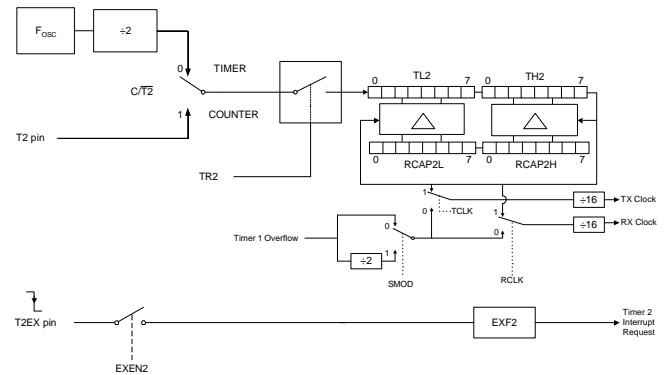 F OSC
÷2
0
TIMER
C/T2
1
COUNTER
T2 pin
TR2
0 TL2 7
0 TH2 7
0 7
0 7
RCAP2L
RCAP2H
1
TCLK
0
1
0
÷16
TX Clock
÷16
RX Clock
Timer 1 Overflow
0
÷2
1
SMOD
RCLK
T2EX pin
EXEN2
EXF2
Timer 2
Interrupt
Request